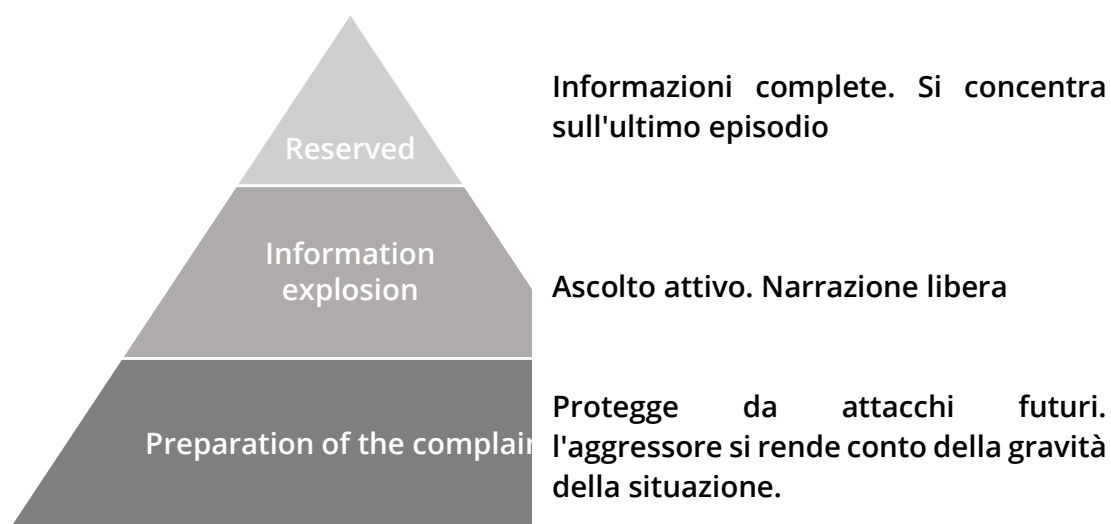 Reserved
Informazioni complete. Si concentra
sull'ultimo episodio
Information
explosion
Ascolto attivo. Narrazione libera
Preparation of the
Protegge da attacchi futuri.
l'aggressore si rende conto della gravità
della situazione.